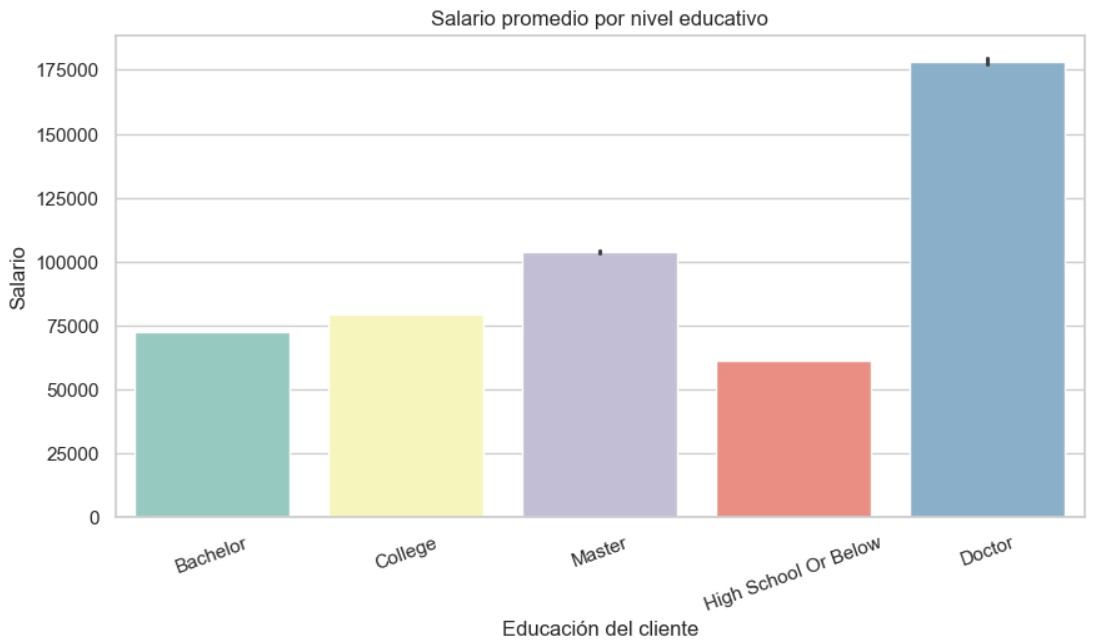 Salario promedio por nivel educativo
175000
150000
125000
100000
75000
50000
25000
0
Salario
Bachelor
College
Master
High School Or Below
Doctor
Educación del cliente